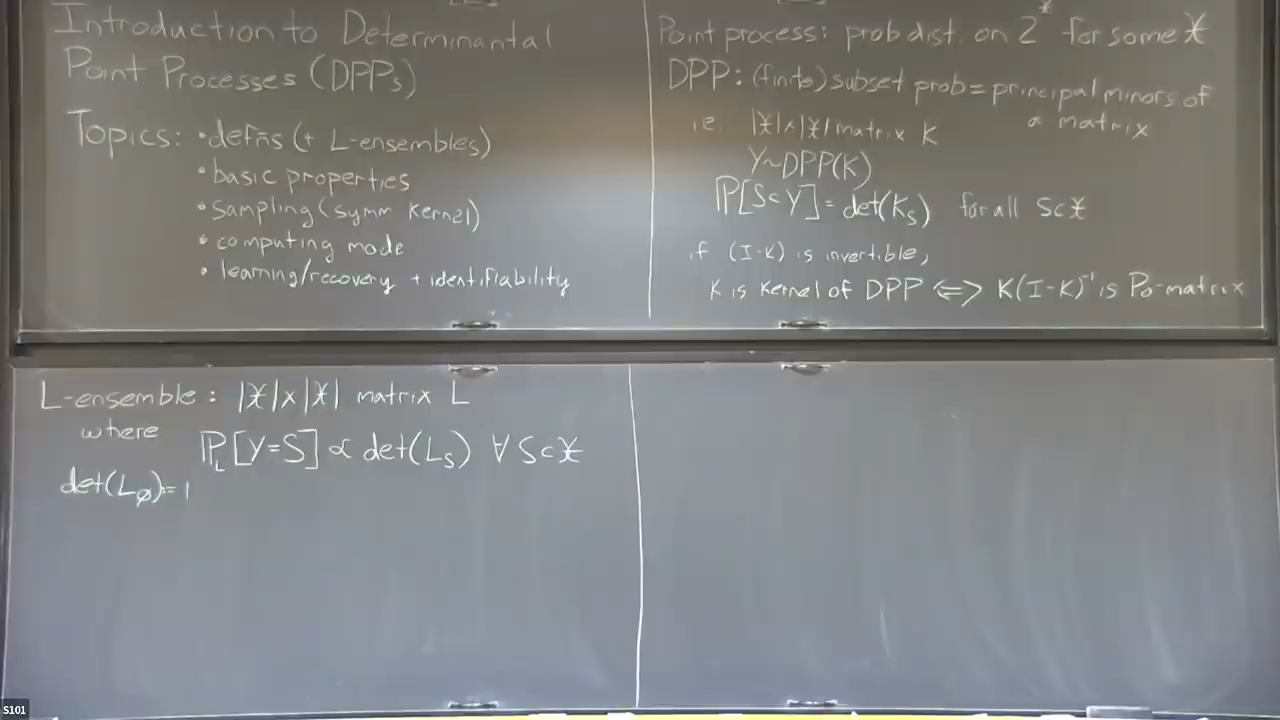 Introduction to Determinantal
Point Processes (DPPs)
Topics: • defns (+ L-ensembles)
• basic properties
• sampling (symm kernel)
• computing mode
• learning/recovery + identifiability
Point process: prob dist. on 2^𝒳 for some 𝒳
DPP: (finite) subset prob = principal minors of
a matrix
i.e. |𝒳|×|𝒳| matrix K
Y~DPP(K)
ℙ[S⊂Y] = det(K_S) for all S⊂𝒳
if (I-K) is invertible,
K is kernel of DPP ⟺ K(I-K)⁻¹ is P₀-matrix
L-ensemble: |𝒳|×|𝒳| matrix L
where
ℙ_L[Y=S] ∝ det(L_S) ∀ S⊂𝒳
det(L_∅):=1
S101